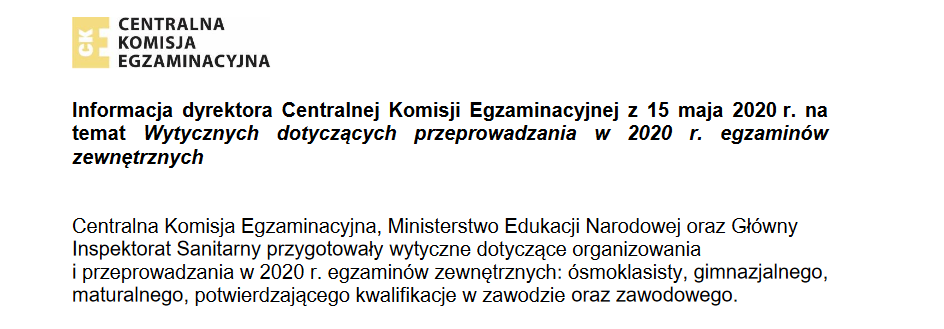 CKE
CENTRALNA
KOMISJA
EGZAMINACYJNA
Informacja dyrektora Centralnej Komisji Egzaminacyjnej z 15 maja 2020 r. na
temat Wytycznych dotyczących przeprowadzania w 2020 r. egzaminów
zewnętrznych
Centralna Komisja Egzaminacyjna, Ministerstwo Edukacji Narodowej oraz Główny
Inspektorat Sanitarny przygotowały wytyczne dotyczące organizowania
i przeprowadzania w 2020 r. egzaminów zewnętrznych: ósmoklasisty, gimnazjalnego,
maturalnego, potwierdzającego kwalifikacje w zawodzie oraz zawodowego.